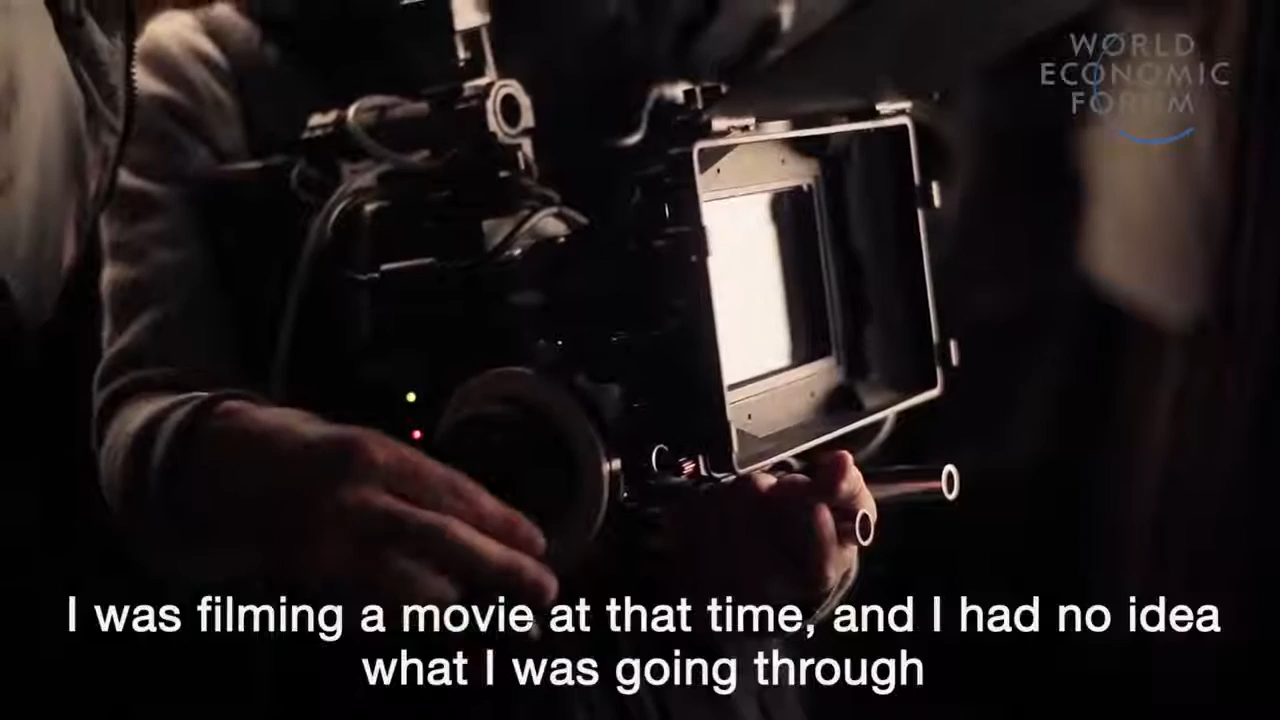 WORLD
ECONOMIC
FORUM
I was filming a movie at that time, and I had no idea
what I was going through